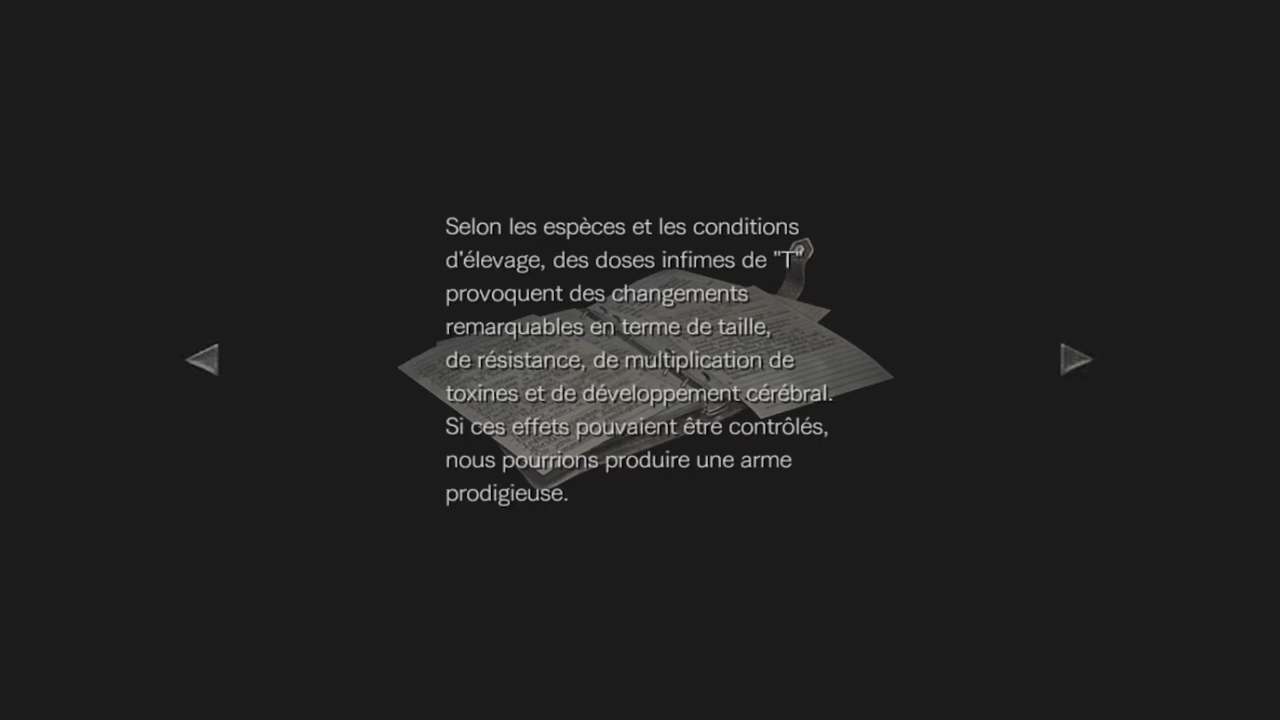 Selon les espèces et les conditions
d'élevage, des doses infimes de "T"
provoquent des changements
remarquables en terme de taille,
de résistance, de multiplication de
toxines et de développement cérébral.
Si ces effets pouvaient être contrôlés,
nous pourrions produire une arme
prodigieuse.